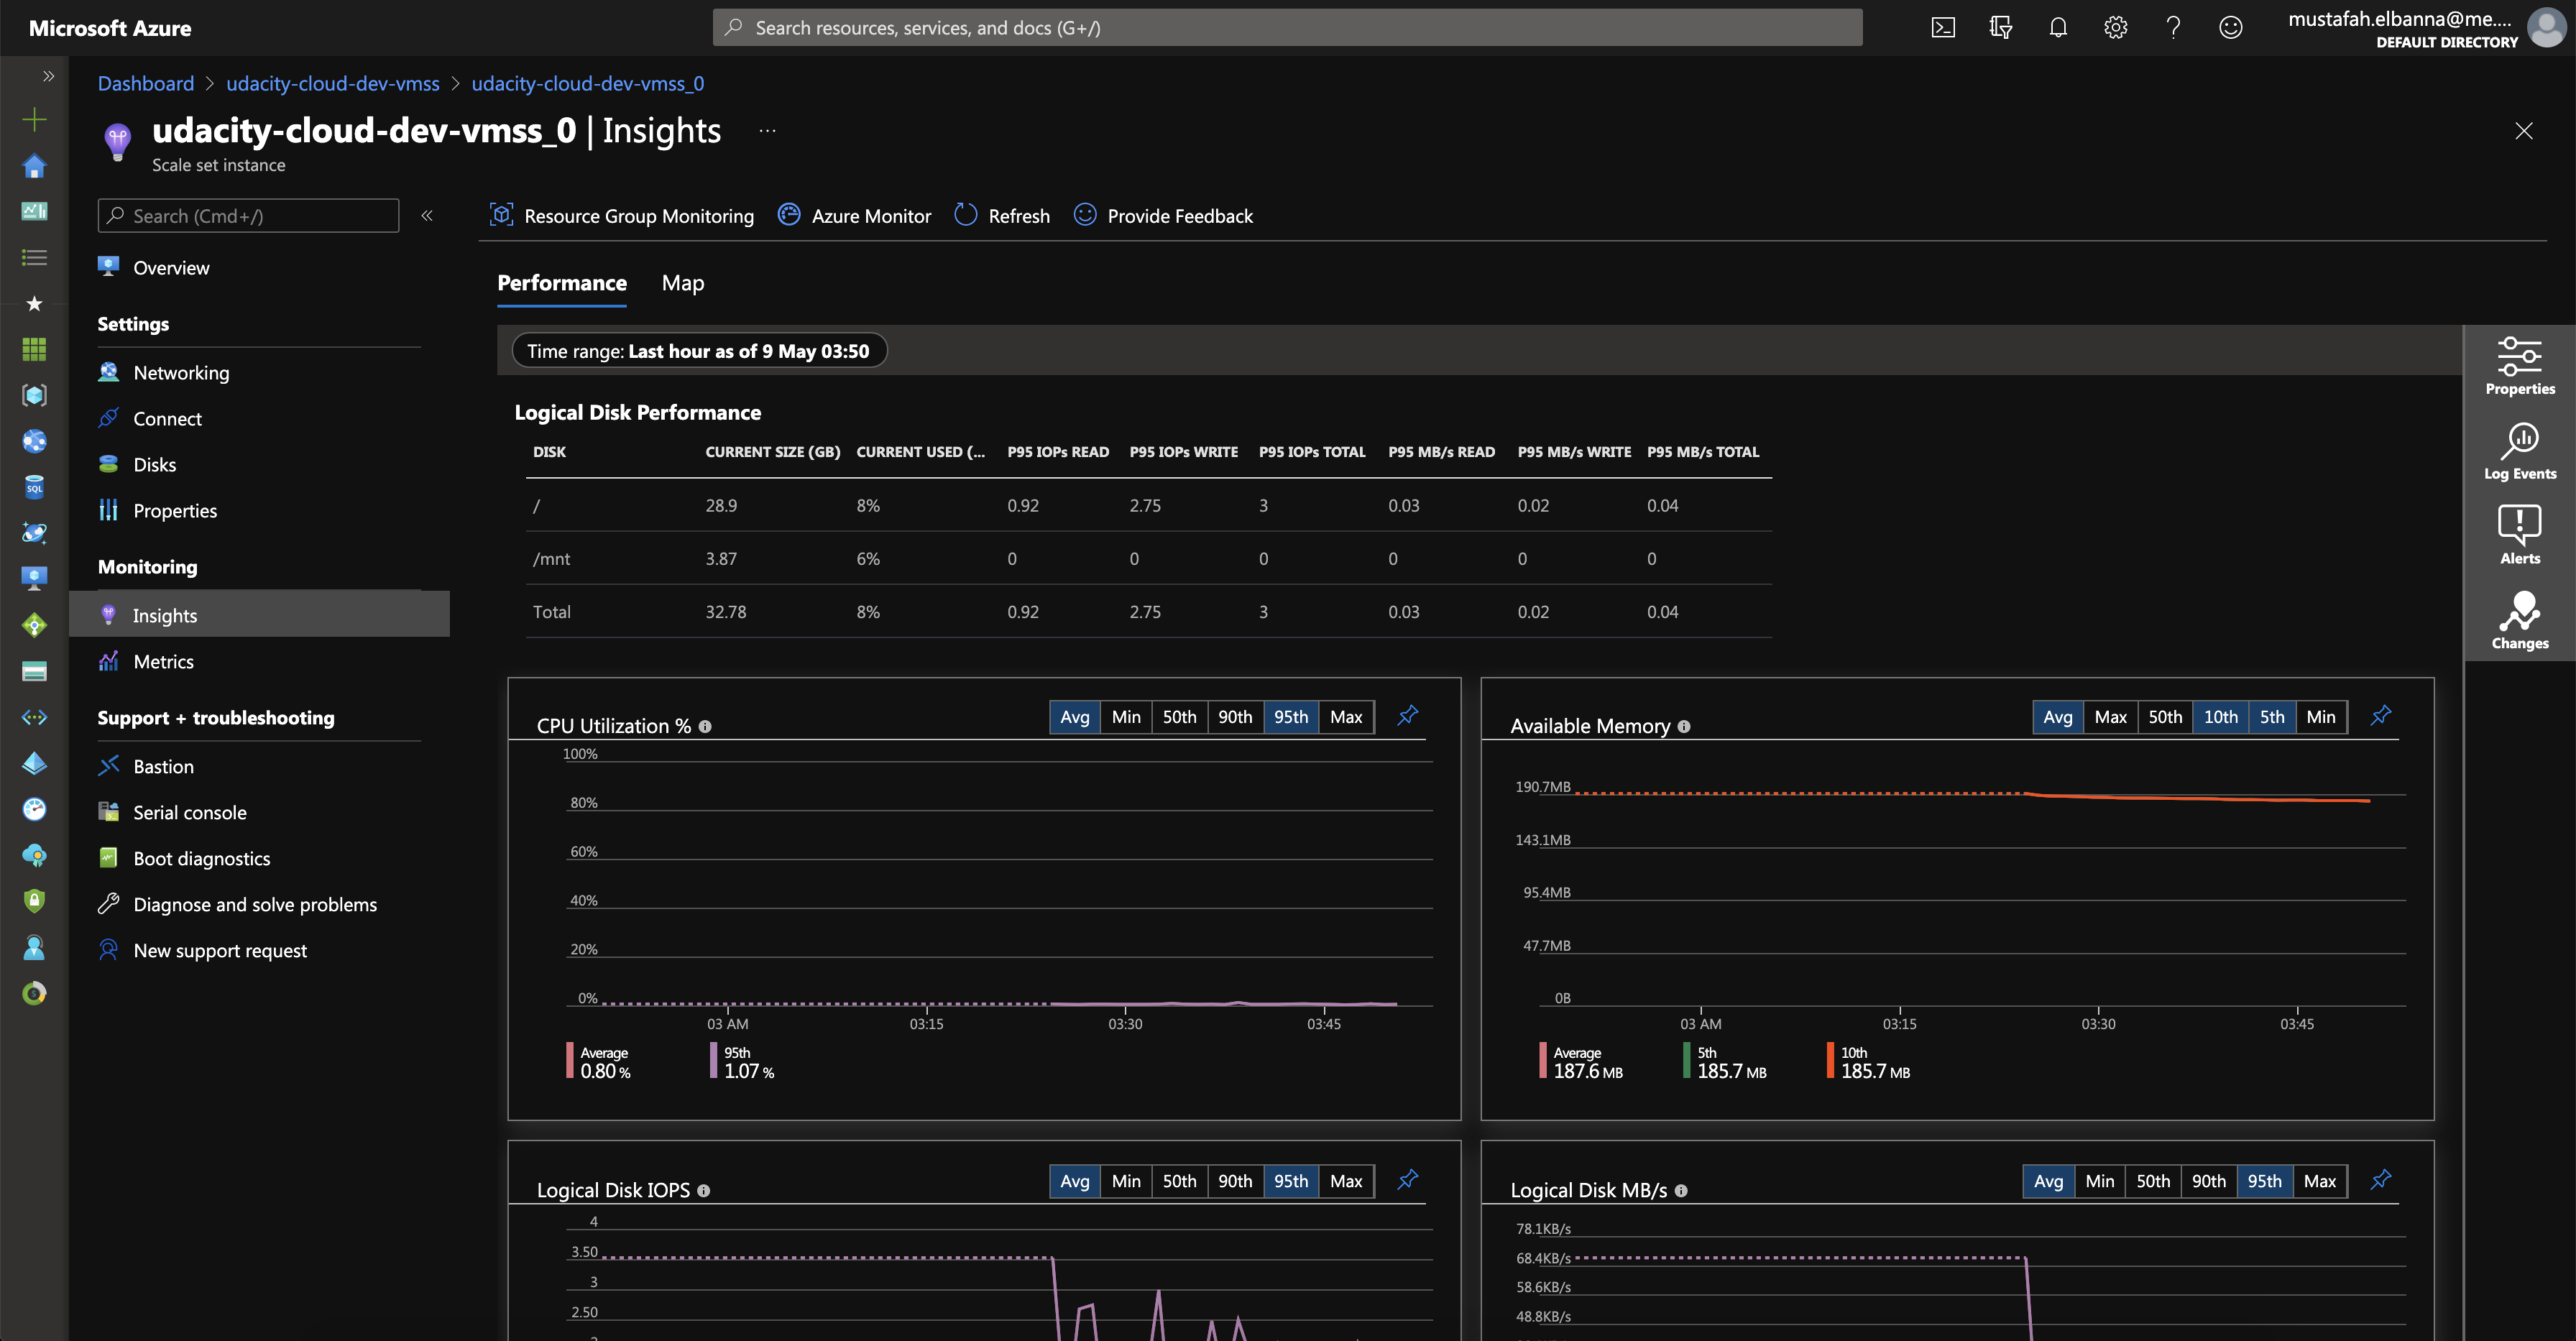 Microsoft Azure
Search resources, services, and docs (G+/)
mustafah.elbanna@me....
DEFAULT DIRECTORY
Dashboard > udacity-cloud-dev-vmss > udacity-cloud-dev-vmss_0
udacity-cloud-dev-vmss_0 | Insights ...
Scale set instance
Search (Cmd+/)
Overview
Settings
Networking
Connect
Disks
Properties
Monitoring
Insights
Metrics
Support + troubleshooting
Bastion
Serial console
Boot diagnostics
Diagnose and solve problems
New support request
Resource Group Monitoring Azure Monitor Refresh Provide Feedback
Performance Map
Time range: Last hour as of 9 May 03:50
Logical Disk Performance
DISK CURRENT SIZE (GB) CURRENT USED (... P95 IOPs READ P95 IOPs WRITE P95 IOPs TOTAL P95 MB/s READ P95 MB/s WRITE P95 MB/s TOTAL
/ 28.9 8% 0.92 2.75 3 0.03 0.02 0.04
/mnt 3.87 6% 0 0 0 0 0 0
Total 32.78 8% 0.92 2.75 3 0.03 0.02 0.04
CPU Utilization % Avg Min 50th 90th 95th Max
100%
80%
60%
40%
20%
0%
03 AM 03:15 03:30 03:45
Average 95th
0.80 % 1.07 %
Available Memory Avg Max 50th 10th 5th Min
190.7MB
143.1MB
95.4MB
47.7MB
0B
03 AM 03:15 03:30 03:45
Average 5th 10th
187.6 MB 185.7 MB 185.7 MB
Logical Disk IOPS Avg Min 50th 90th 95th Max
4
3.50
3
2.50
Logical Disk MB/s Avg Min 50th 90th 95th Max
78.1KB/s
68.4KB/s
58.6KB/s
48.8KB/s
Properties
Log Events
Alerts
Changes
SQL